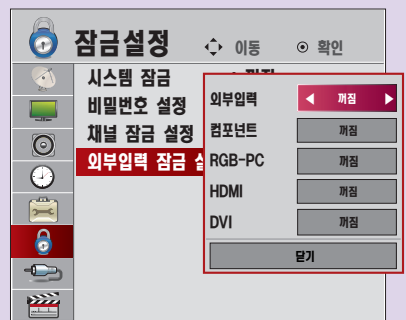 잠금설정 이동 확인
시스템 잠금
비밀번호 설정
채널 잠금 설정
외부입력 잠금
외부입력 꺼짐
컴포넌트 꺼짐
RGB-PC 꺼짐
HDMI 꺼짐
DVI 꺼짐
닫기